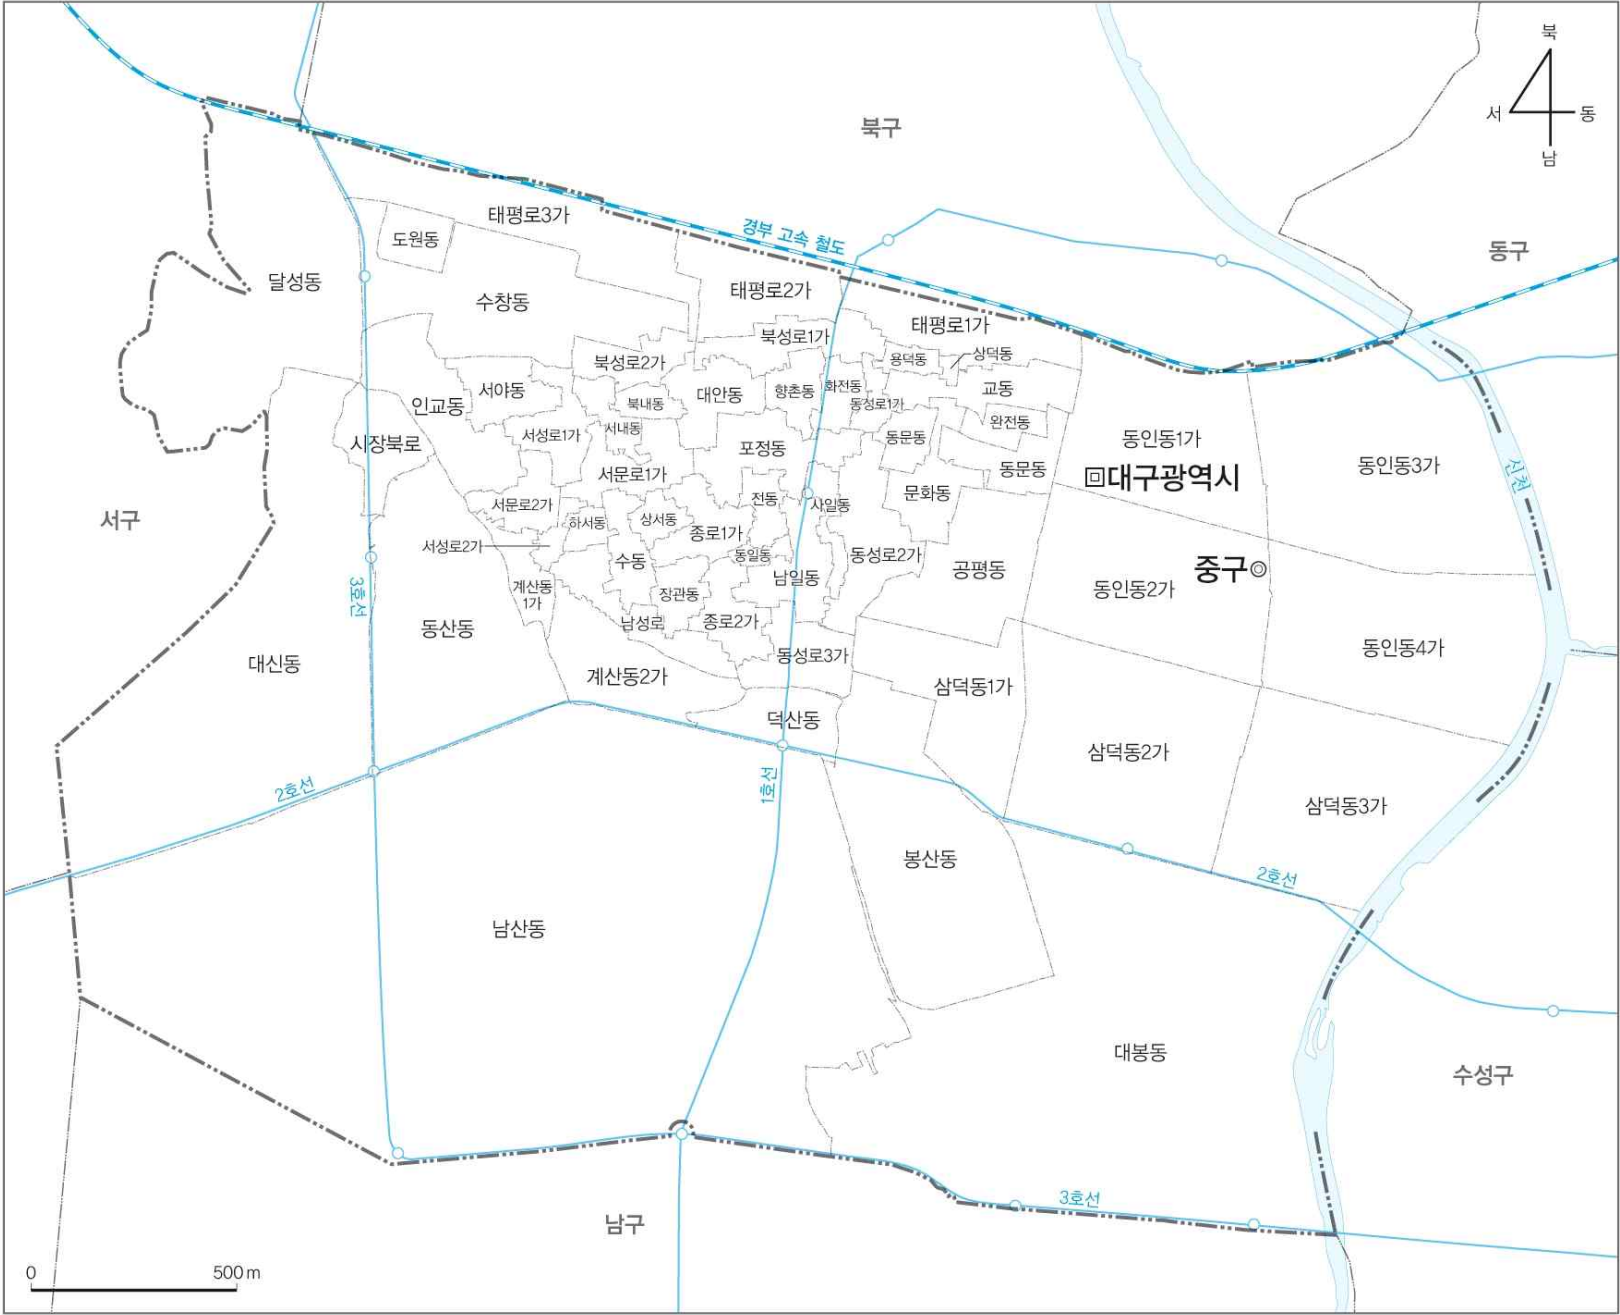 북
서
동
남
북구
태평로3가
도원동
경부 고속 철도
동구
달성동
수창동
태평로2가
태평로1가
북성로1가
용덕동
상덕동
북성로2가
서야동
대안동
향촌동
화전동
교동
인교동
북내동
동성로1가
완전동
시장북로
서성로1가
서내동
포정동
동문동
동인동1가
동인동3가
서문로1가
동문동
대구광역시
신천
서구
서문로2가
하서동
상서동
전동
사일동
문화동
종로1가
서성로2가
수동
동일동
동성로2가
공평동
중구
3호선
계산동
1가
장관동
남일동
동인동2가
동산동
남성로
종로2가
동인동4가
대신동
계산동2가
동성로3가
삼덕동1가
덕산동
삼덕동2가
2호선
1호선
삼덕동3가
봉산동
2호선
남산동
대봉동
수성구
3호선
남구
0
500 m